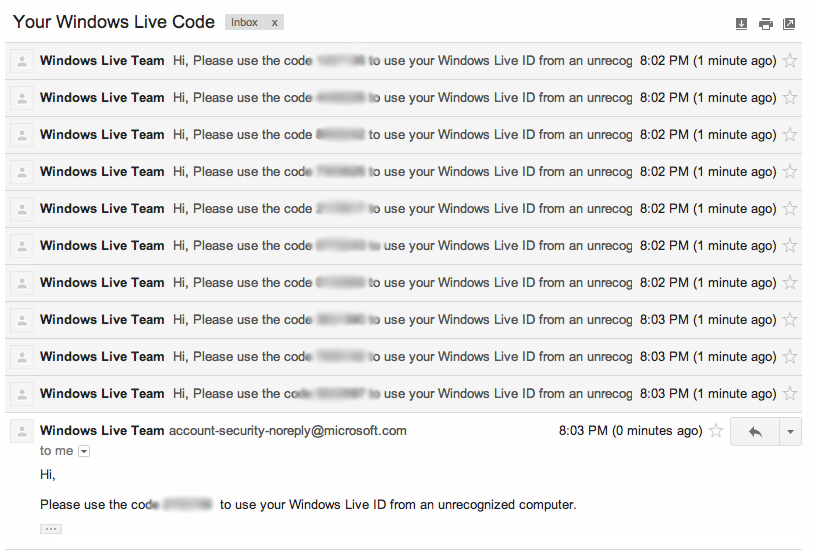 Your Windows Live Code Inbox x
Windows Live Team Hi, Please use the code to use your Windows Live ID from an unrecog 8:02 PM (1 minute ago)
Windows Live Team Hi, Please use the code to use your Windows Live ID from an unrecog 8:02 PM (1 minute ago)
Windows Live Team Hi, Please use the code to use your Windows Live ID from an unrecog 8:02 PM (1 minute ago)
Windows Live Team Hi, Please use the code to use your Windows Live ID from an unrecog 8:02 PM (1 minute ago)
Windows Live Team Hi, Please use the code to use your Windows Live ID from an unrecog 8:02 PM (1 minute ago)
Windows Live Team Hi, Please use the code to use your Windows Live ID from an unrecog 8:02 PM (1 minute ago)
Windows Live Team Hi, Please use the code to use your Windows Live ID from an unrecog 8:02 PM (1 minute ago)
Windows Live Team Hi, Please use the code to use your Windows Live ID from an unrecog 8:03 PM (1 minute ago)
Windows Live Team Hi, Please use the code to use your Windows Live ID from an unrecog 8:03 PM (1 minute ago)
Windows Live Team Hi, Please use the code to use your Windows Live ID from an unrecog 8:03 PM (1 minute ago)
Windows Live Team account-security-noreply@microsoft.com 8:03 PM (0 minutes ago)
to me
Hi,
Please use the code to use your Windows Live ID from an unrecognized computer.